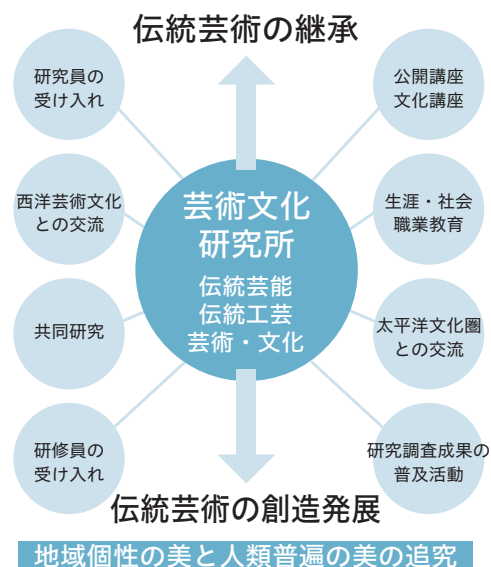 伝統芸術の継承
研究員の
受け入れ
公開講座
文化講座
西洋芸術文化
との交流
生涯・社会
職業教育
芸術文化
研究所
伝統芸能
伝統工芸
芸術・文化
共同研究
太平洋文化圏
との交流
研修員の
受け入れ
研究調査成果の
普及活動
伝統芸術の創造発展
地域個性の美と人類普遍の美の追究